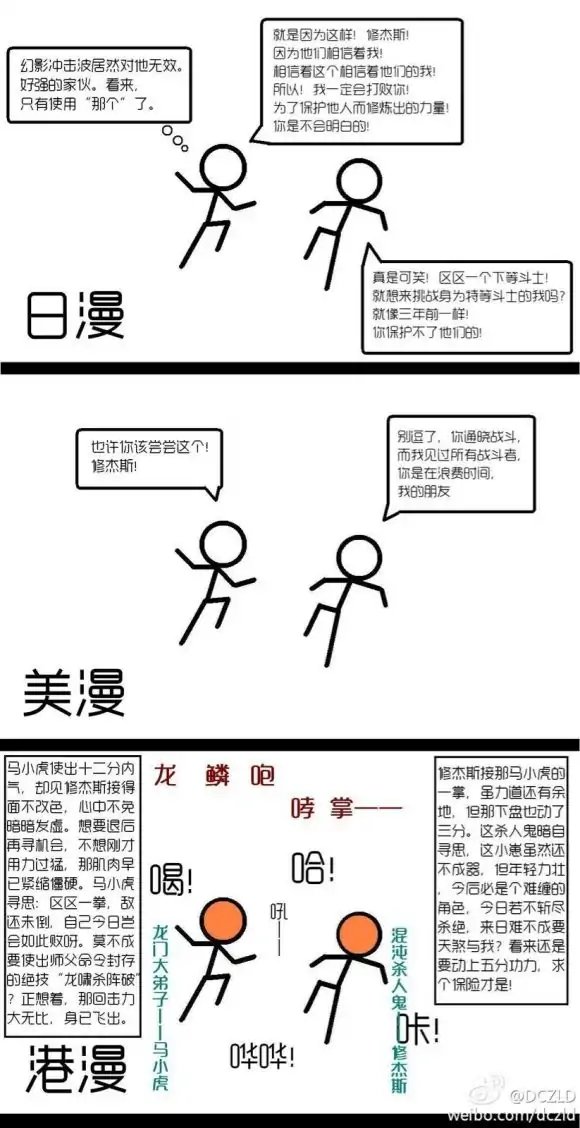 幻影冲击波居然对他无效。
好强的家伙。看来，
只有使用“那个”了。
就是因为这样！修杰斯！
因为他们相信着我！
相信着这个相信着他们的我！
所以！我一定会打败你！
为了保护他人而修炼出的力量！
你是不会明白的！
真是可笑！区区一个下等斗士！
就想来挑战身为特等斗士的我吗？
就像三年前一样！
你保护不了他们的！
日漫
也许你该尝尝这个！
修杰斯！
别逗了，你通晓战斗，
而我见过所有战斗者，
你是在浪费时间，
我的朋友
美漫
马小虎使出十二分内
气，却见修杰斯接得
面不改色，心中不免
暗暗发虚。想要退后
再寻机会，不想刚才
用力过猛，那肌肉早
已紧缩僵硬。马小虎
寻思：区区一拳，敌
还未倒，自己今日岂
会如此败呀。莫不成
要使出师父命令封存
的绝技“龙啸杀阵破”
？正想着，那回击力
大无比，身已飞出。
龙鳞咆
哮掌——
喝！
哈！
吼——
龙门大弟子——马小虎
混沌杀人鬼——修杰斯
咔！
哗哗！
修杰斯接那马小虎的
一掌，虽力道还有余
地，但那下盘也动了
三分。这杀人鬼暗自
寻思，这小崽虽然还
不成器，但年轻力壮
，今后必是个难缠的
角色，今日若不斩尽
杀绝，来日难不成要
天煞与我？看来还是
要动上五分功力，求
个保险才是！
港漫
@DCZLD
weibo.com/dczld